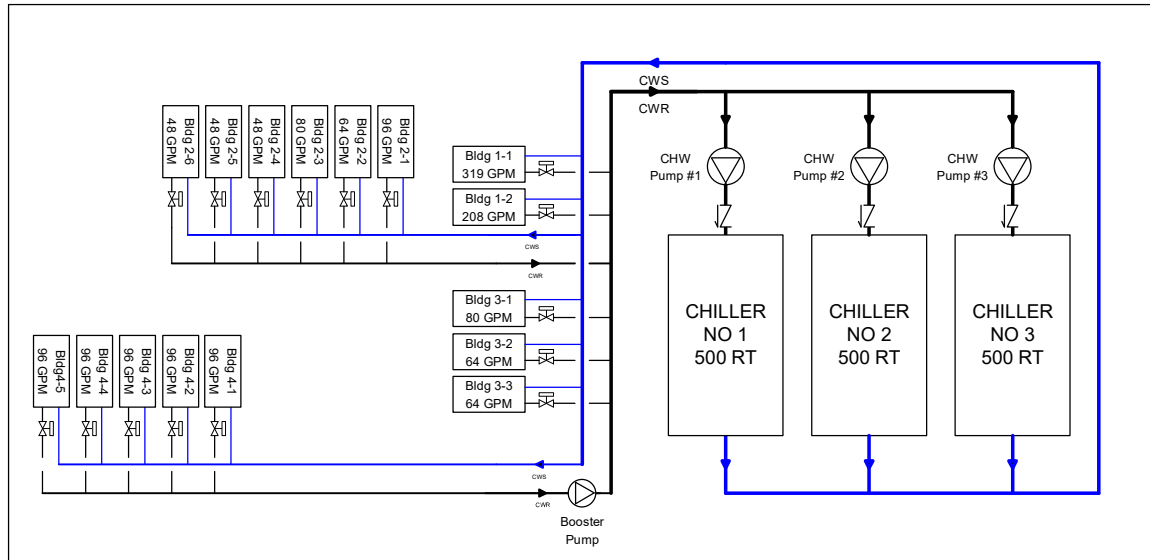 CWS
CWR
Bldg 2-6
48 GPM
Bldg 2-5
48 GPM
Bldg 2-4
48 GPM
Bldg 2-3
80 GPM
Bldg 2-2
64 GPM
Bldg 2-1
96 GPM
Bldg 1-1
319 GPM
Bldg 1-2
208 GPM
CHW
Pump #1
CHW
Pump #2
CHW
Pump #3
CWS
CWR
Bldg 3-1
80 GPM
Bldg 3-2
64 GPM
Bldg 3-3
64 GPM
CHILLER
NO 1
500 RT
CHILLER
NO 2
500 RT
CHILLER
NO 3
500 RT
Bldg4-5
96 GPM
Bldg 4-4
96 GPM
Bldg 4-3
96 GPM
Bldg 4-2
96 GPM
Bldg 4-1
96 GPM
CWS
CWR
Booster
Pump